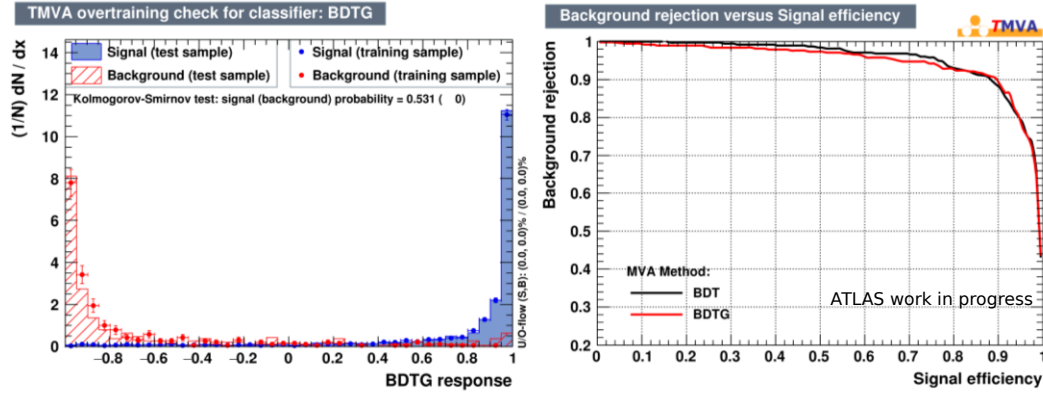 TMVA overtraining check for classifier: BDTG
(1/N) dN / dx
14
12
10
8
6
4
2
0
Signal (test sample)
Background (test sample)
Signal (training sample)
Background (training sample)
Kolmogorov-Smirnov test: signal (background) probability = 0.531 ( 0)
U/O-flow (S,B): (0.0, 0.0)% / (0.0, 0.0)%
-0.8 -0.6 -0.4 -0.2 0 0.2 0.4 0.6 0.8 1
BDTG response
Background rejection versus Signal efficiency
TMVA
Background rejection
1
0.9
0.8
0.7
0.6
0.5
0.4
0.3
0.2
MVA Method:
BDT
BDTG
ATLAS work in progress
0 0.1 0.2 0.3 0.4 0.5 0.6 0.7 0.8 0.9 1
Signal efficiency